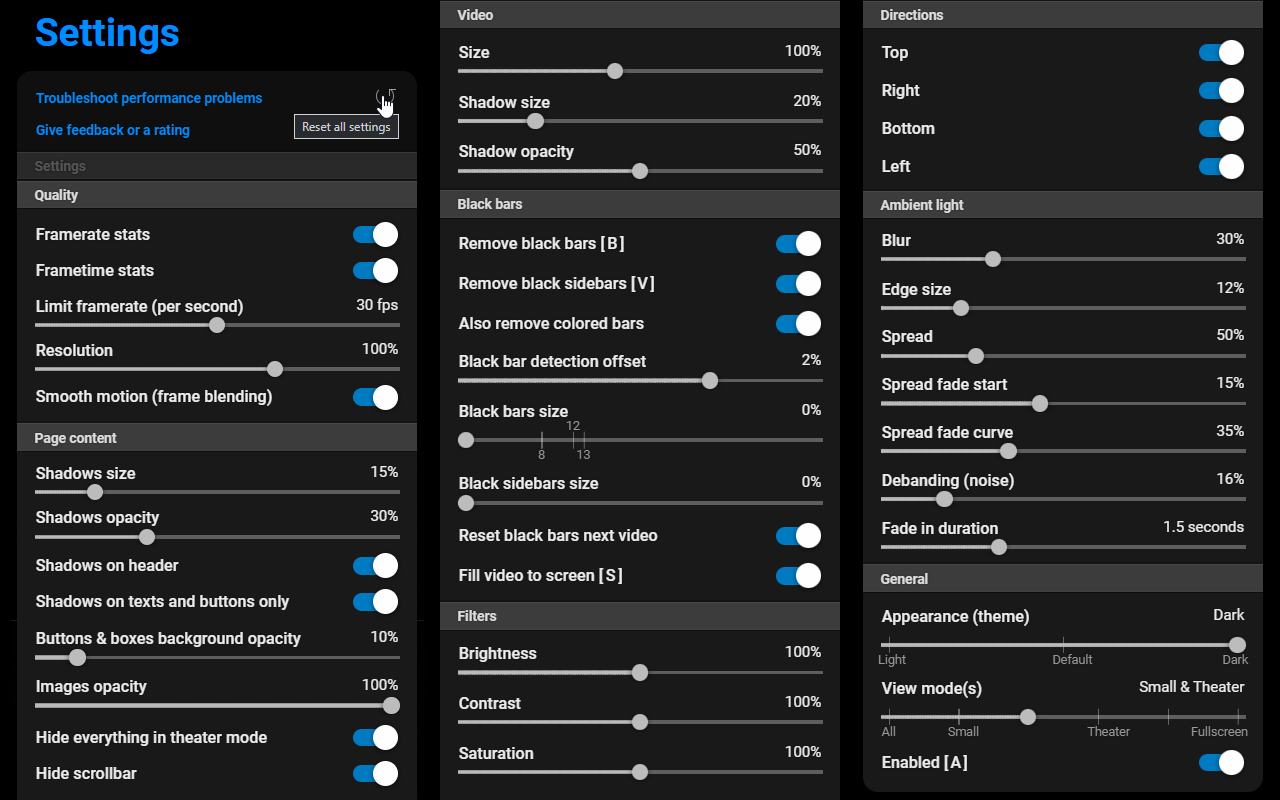 Settings
Troubleshoot performance problems
Give feedback or a rating
Reset all settings
Settings
Quality
Framerate stats
Frametime stats
Limit framerate (per second) 30 fps
Resolution 100%
Smooth motion (frame blending)
Page content
Shadows size 15%
Shadows opacity 30%
Shadows on header
Shadows on texts and buttons only
Buttons & boxes background opacity 10%
Images opacity 100%
Hide everything in theater mode
Hide scrollbar
Video
Size 100%
Shadow size 20%
Shadow opacity 50%
Black bars
Remove black bars [B]
Remove black sidebars [V]
Also remove colored bars
Black bar detection offset 2%
Black bars size 0%
12
8 13
Black sidebars size 0%
Reset black bars next video
Fill video to screen [S]
Filters
Brightness 100%
Contrast 100%
Saturation 100%
Directions
Top
Right
Bottom
Left
Ambient light
Blur 30%
Edge size 12%
Spread 50%
Spread fade start 15%
Spread fade curve 35%
Debanding (noise) 16%
Fade in duration 1.5 seconds
General
Appearance (theme) Dark
Light Default Dark
View mode(s) Small & Theater
All Small Theater Fullscreen
Enabled [A]